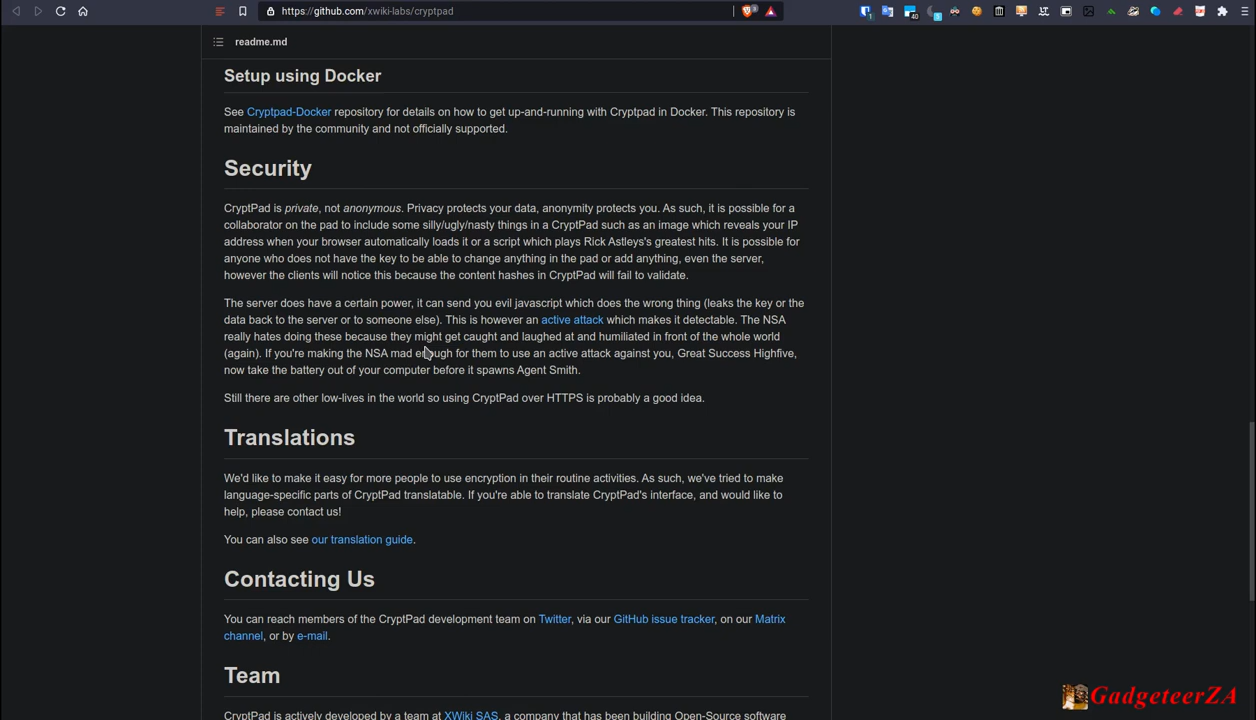 https://github.com/xwiki-labs/cryptpad
readme.md
Setup using Docker
See Cryptpad-Docker repository for details on how to get up-and-running with Cryptpad in Docker. This repository is
maintained by the community and not officially supported.
Security
CryptPad is private, not anonymous. Privacy protects your data, anonymity protects you. As such, it is possible for a
collaborator on the pad to include some silly/ugly/nasty things in a CryptPad such as an image which reveals your IP
address when your browser automatically loads it or a script which plays Rick Astleys's greatest hits. It is possible for
anyone who does not have the key to be able to change anything in the pad or add anything, even the server,
however the clients will notice this because the content hashes in CryptPad will fail to validate.
The server does have a certain power, it can send you evil javascript which does the wrong thing (leaks the key or the
data back to the server or to someone else). This is however an active attack which makes it detectable. The NSA
really hates doing these because they might get caught and laughed at and humiliated in front of the whole world
(again). If you're making the NSA mad enough for them to use an active attack against you, Great Success Highfive,
now take the battery out of your computer before it spawns Agent Smith.
Still there are other low-lives in the world so using CryptPad over HTTPS is probably a good idea.
Translations
We'd like to make it easy for more people to use encryption in their routine activities. As such, we've tried to make
language-specific parts of CryptPad translatable. If you're able to translate CryptPad's interface, and would like to
help, please contact us!
You can also see our translation guide.
Contacting Us
You can reach members of the CryptPad development team on Twitter, via our GitHub issue tracker, on our Matrix
channel, or by e-mail.
Team
CryptPad is actively developed by a team at XWiki SAS, a company that has been building Open-Source software
GadgeteerZA